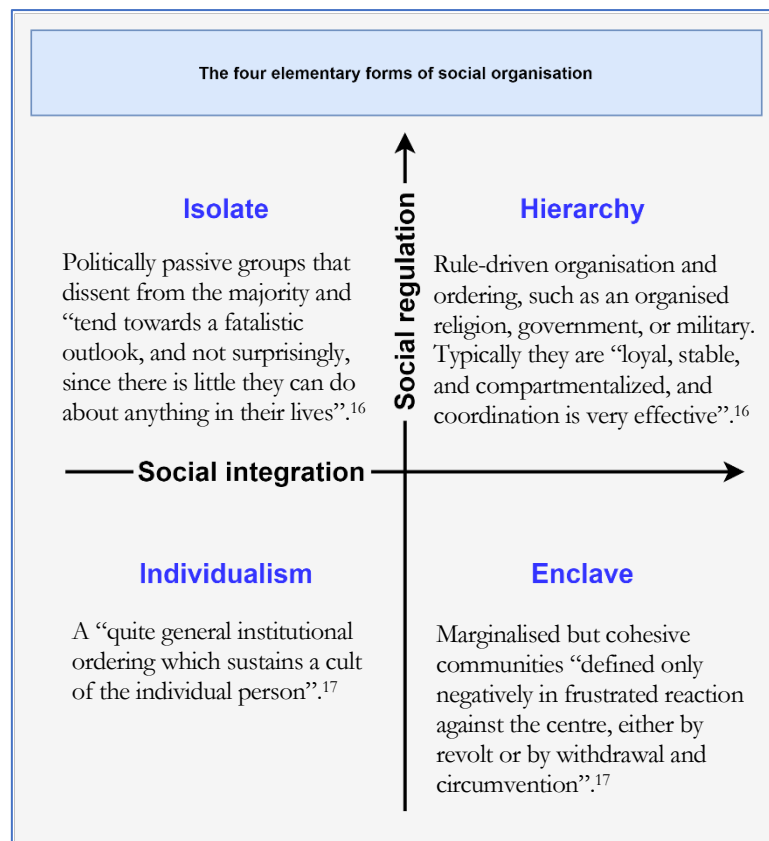 The four elementary forms of social organisation
Isolate
Politically passive groups that
dissent from the majority and
“tend towards a fatalistic
outlook, and not surprisingly,
since there is little they can do
about anything in their lives”.16
Social regulation
Hierarchy
Rule-driven organisation and
ordering, such as an organised
religion, government, or military.
Typically they are “loyal, stable,
and compartmentalized, and
coordination is very effective”.16
Social integration
Individualism
A “quite general institutional
ordering which sustains a cult
of the individual person”.17
Enclave
Marginalised but cohesive
communities “defined only
negatively in frustrated reaction
against the centre, either by
revolt or by withdrawal and
circumvention”.17